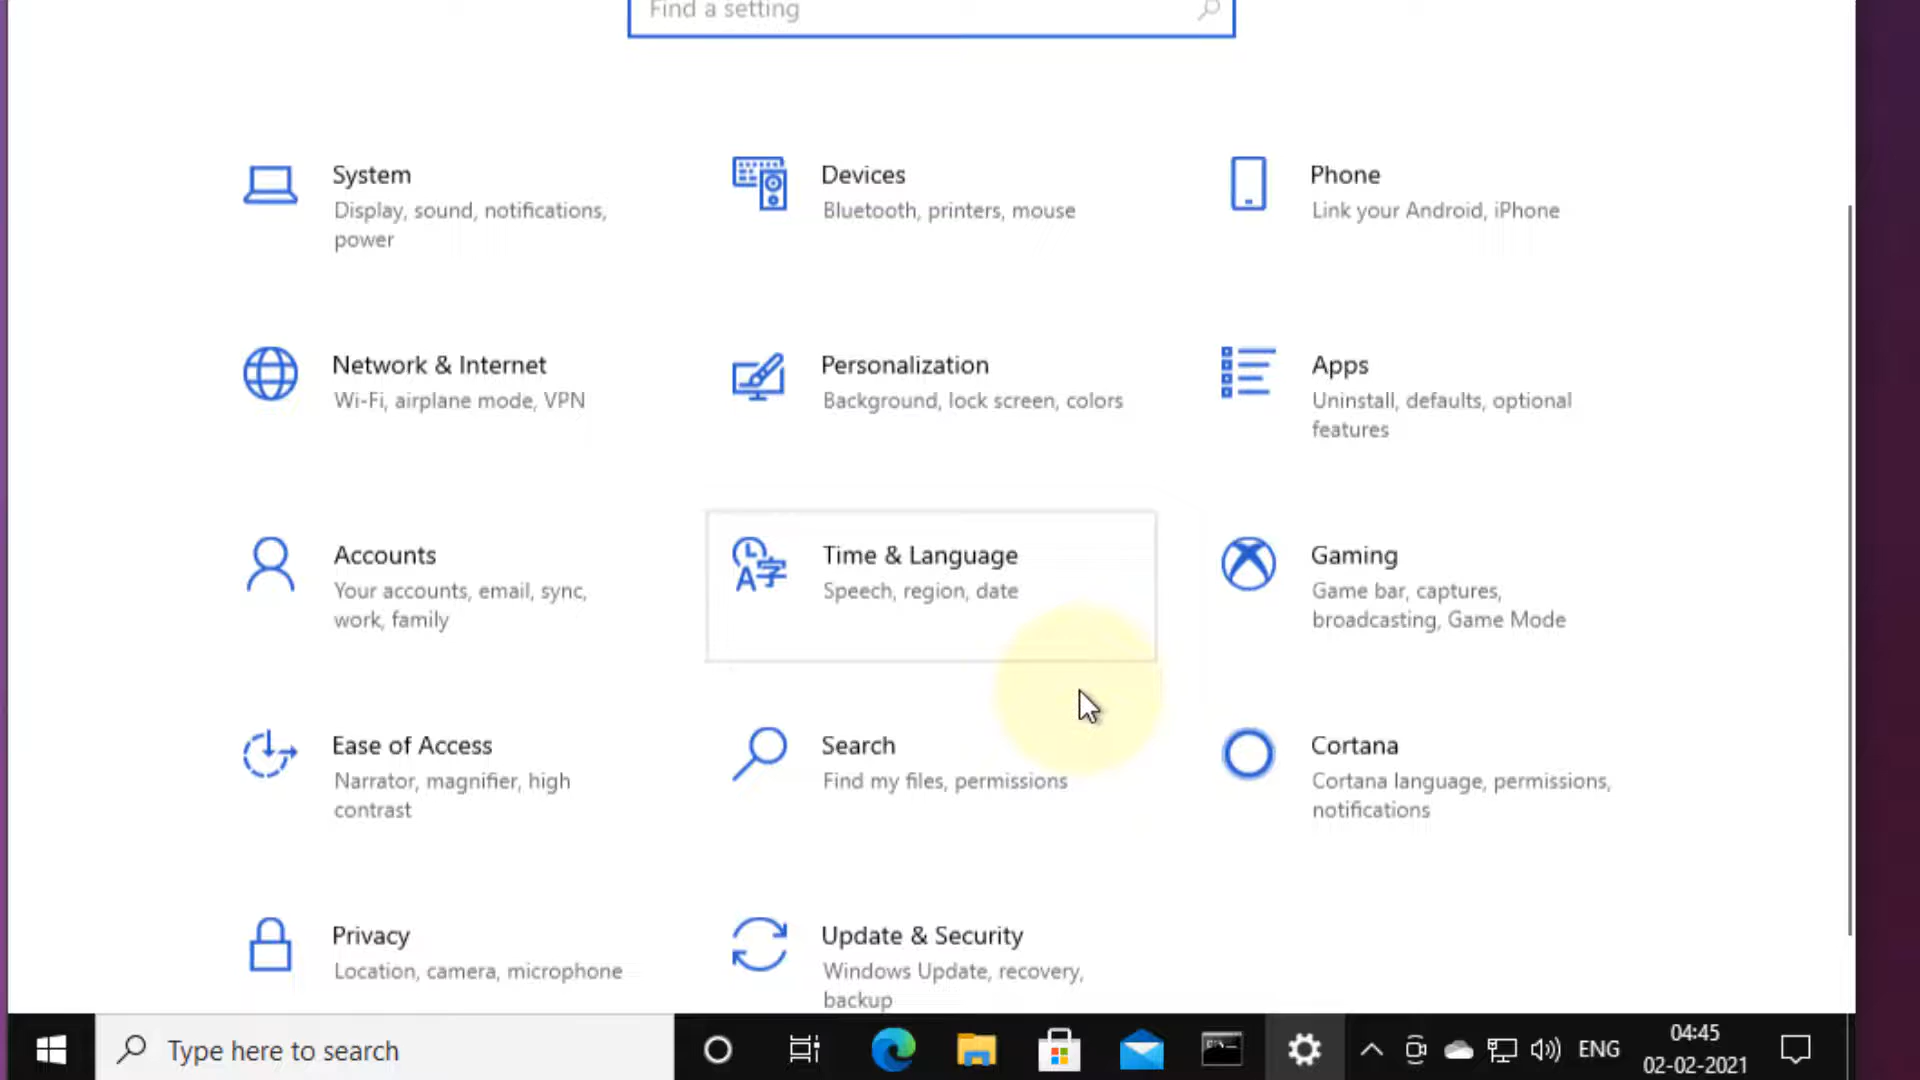 Find a setting
System
Display, sound, notifications,
power
Devices
Bluetooth, printers, mouse
Phone
Link your Android, iPhone
Network & Internet
Wi-Fi, airplane mode, VPN
Personalization
Background, lock screen, colors
Apps
Uninstall, defaults, optional
features
Accounts
Your accounts, email, sync,
work, family
Time & Language
Speech, region, date
Gaming
Game bar, captures,
broadcasting, Game Mode
Ease of Access
Narrator, magnifier, high
contrast
Search
Find my files, permissions
Cortana
Cortana language, permissions,
notifications
Privacy
Location, camera, microphone
Update & Security
Windows Update, recovery,
backup
Type here to search
ENG
04:45
02-02-2021